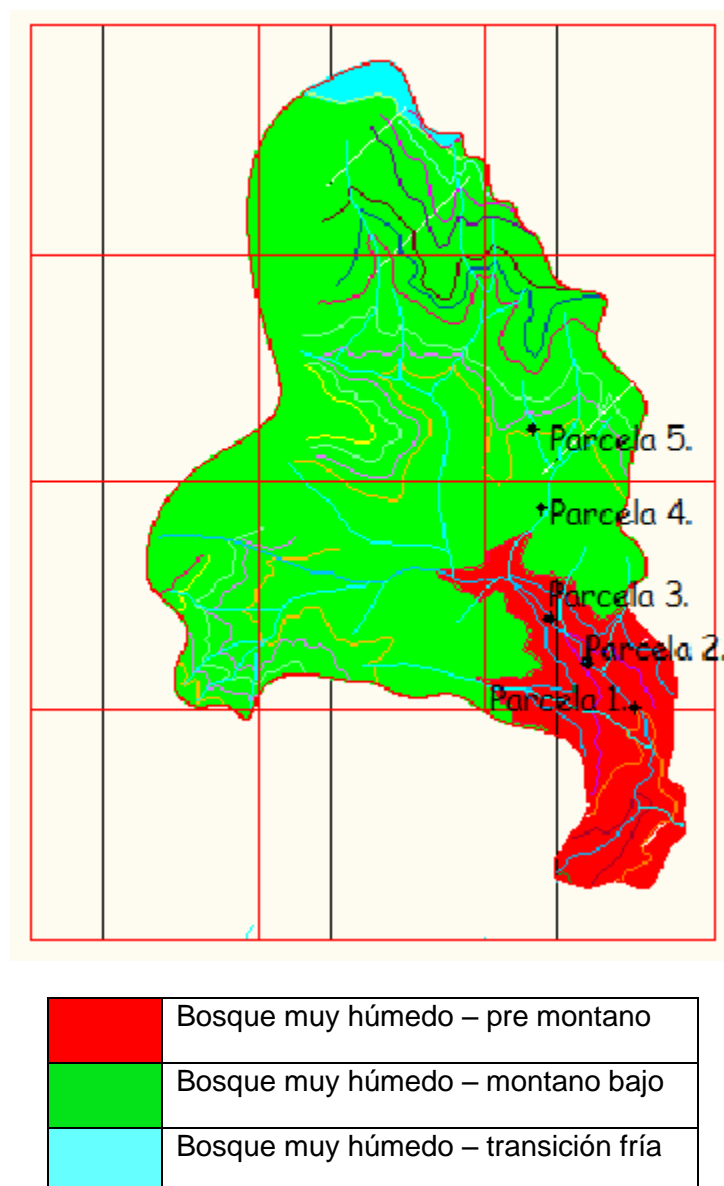 Parcela 5.
Parcela 4.
Parcela 3.
Parcela 2.
Parcela 1.
Bosque muy húmedo – pre montano
Bosque muy húmedo – montano bajo
Bosque muy húmedo – transición fría